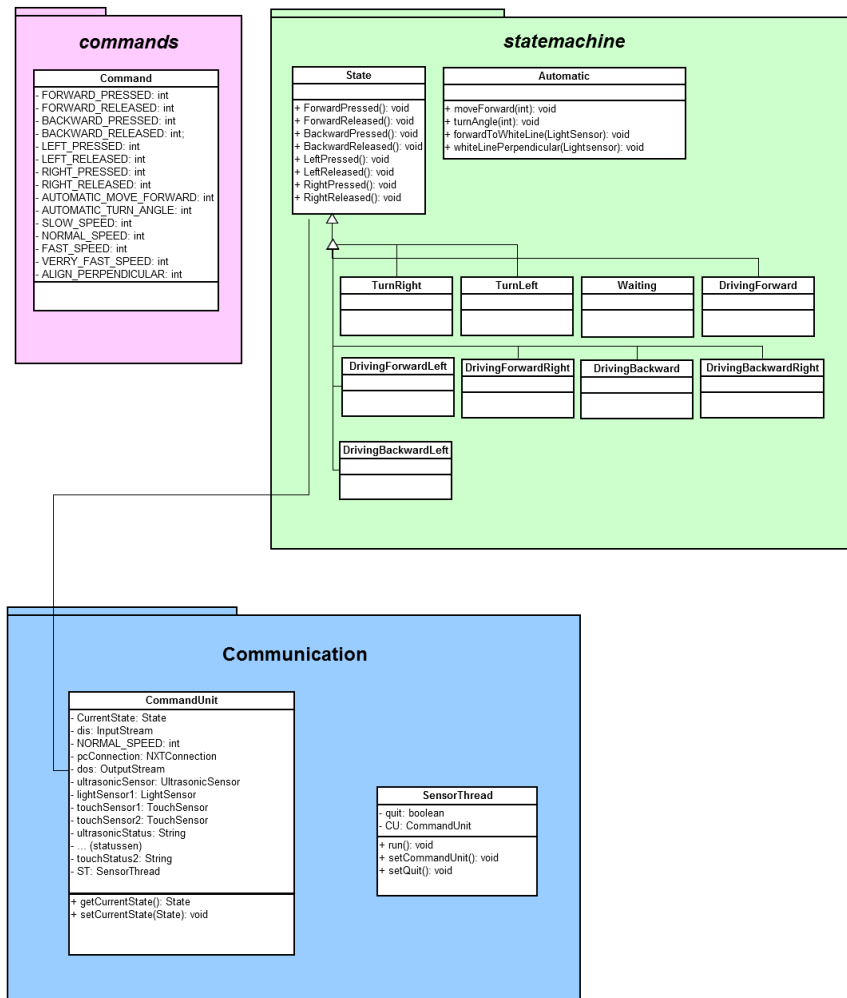 commands
Command
- FORWARD_PRESSED: int
- FORWARD_RELEASED: int
- BACKWARD_PRESSED: int
- BACKWARD_RELEASED: int;
- LEFT_PRESSED: int
- LEFT_RELEASED: int
- RIGHT_PRESSED: int
- RIGHT_RELEASED: int
- AUTOMATIC_MOVE_FORWARD: int
- AUTOMATIC_TURN_ANGLE: int
- SLOW_SPEED: int
- NORMAL_SPEED: int
- FAST_SPEED: int
- VERRY_FAST_SPEED: int
- ALIGN_PERPENDICULAR: int
statemachine
State
+ ForwardPressed(): void
+ ForwardReleased(): void
+ BackwardPressed(): void
+ BackwardReleased(): void
+ LeftPressed(): void
+ LeftReleased(): void
+ RightPressed(): void
+ RightReleased(): void
Automatic
+ moveForward(int): void
+ turnAngle(int): void
+ forwardToWhiteLine(LightSensor): void
+ whiteLinePerpendicular(Lightsensor): void
TurnRight
TurnLeft
Waiting
DrivingForward
DrivingForwardLeft
DrivingForwardRight
DrivingBackward
DrivingBackwardRight
DrivingBackwardLeft
Communication
CommandUnit
- CurrentState: State
- dis: InputStream
- NORMAL_SPEED: int
- pcConnection: NXTConnection
- dos: OutputStream
- ultrasonicSensor: UltrasonicSensor
- lightSensor1: LightSensor
- touchSensor1: TouchSensor
- touchSensor2: TouchSensor
- ultrasonicStatus: String
- ... (statussen)
- touchStatus2: String
- ST: SensorThread
+ getCurrentState(): State
+ setCurrentState(State): void
SensorThread
- quit: boolean
- CU: CommandUnit
+ run(): void
+ setCommandUnit(): void
+ setQuit(): void